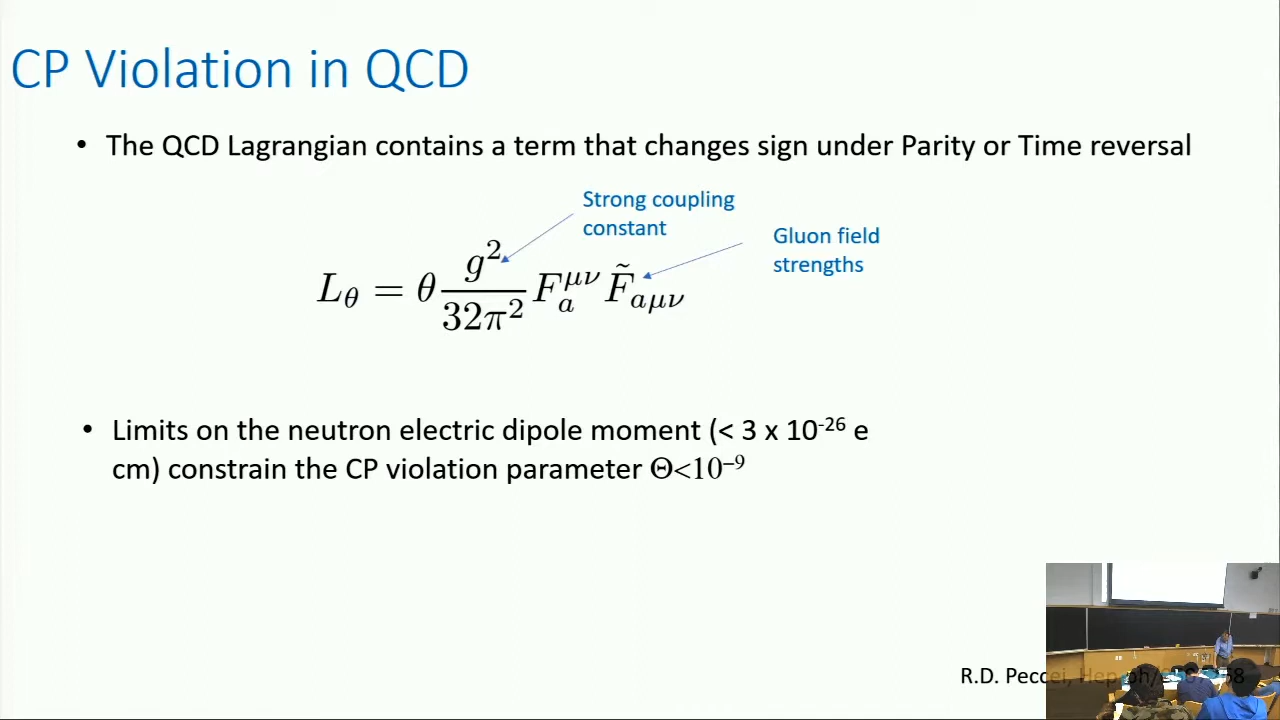 CP Violation in QCD
• The QCD Lagrangian contains a term that changes sign under Parity or Time reversal
Strong coupling
constant
Gluon field
strengths
L_θ = θ g²/32π² F_a^{μν} F̃_{aμν}
• Limits on the neutron electric dipole moment (< 3 x 10⁻²⁶ e
cm) constrain the CP violation parameter Θ<10⁻⁹
R.D. Peccei,